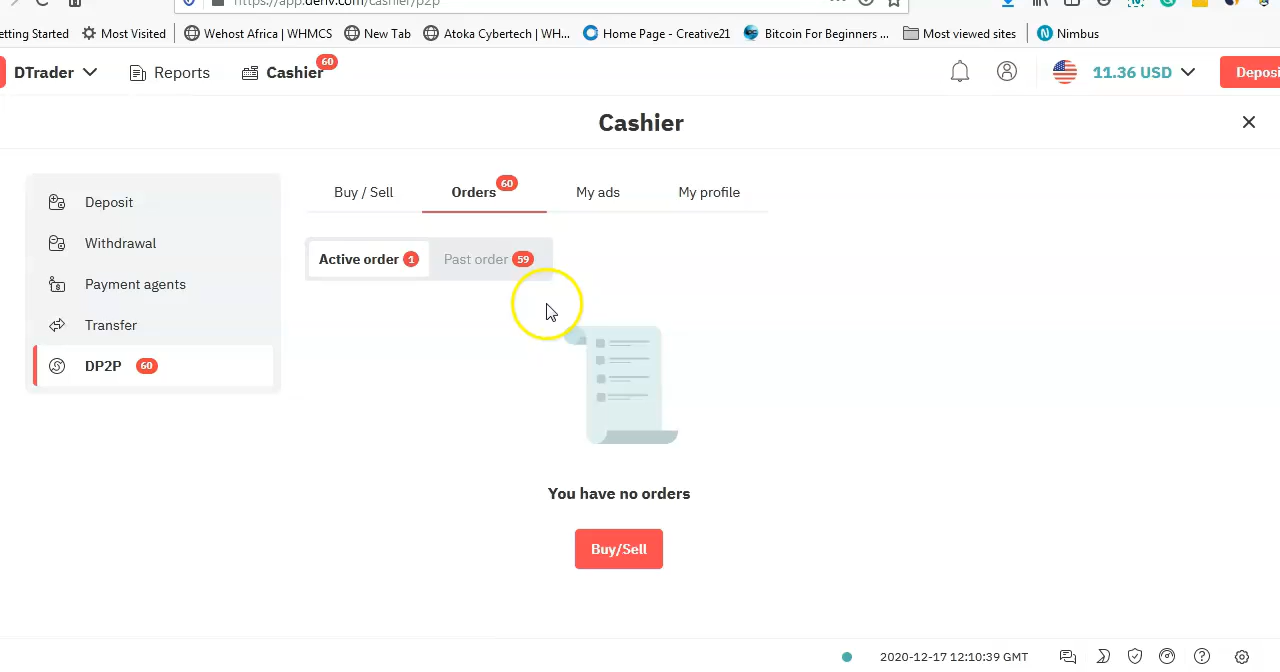 https://app.deriv.com/cashier/p2p
etting Started Most Visited Wehost Africa | WHMCS New Tab Atoka Cybertech | WH... Home Page - Creative21 Bitcoin For Beginners ... Most viewed sites Nimbus
DTrader Reports Cashier 60 11.36 USD Deposi
Cashier
Deposit
Withdrawal
Payment agents
Transfer
DP2P 60
Buy / Sell Orders 60 My ads My profile
Active order 1 Past order 59
You have no orders
Buy/Sell
2020-12-17 12:10:39 GMT